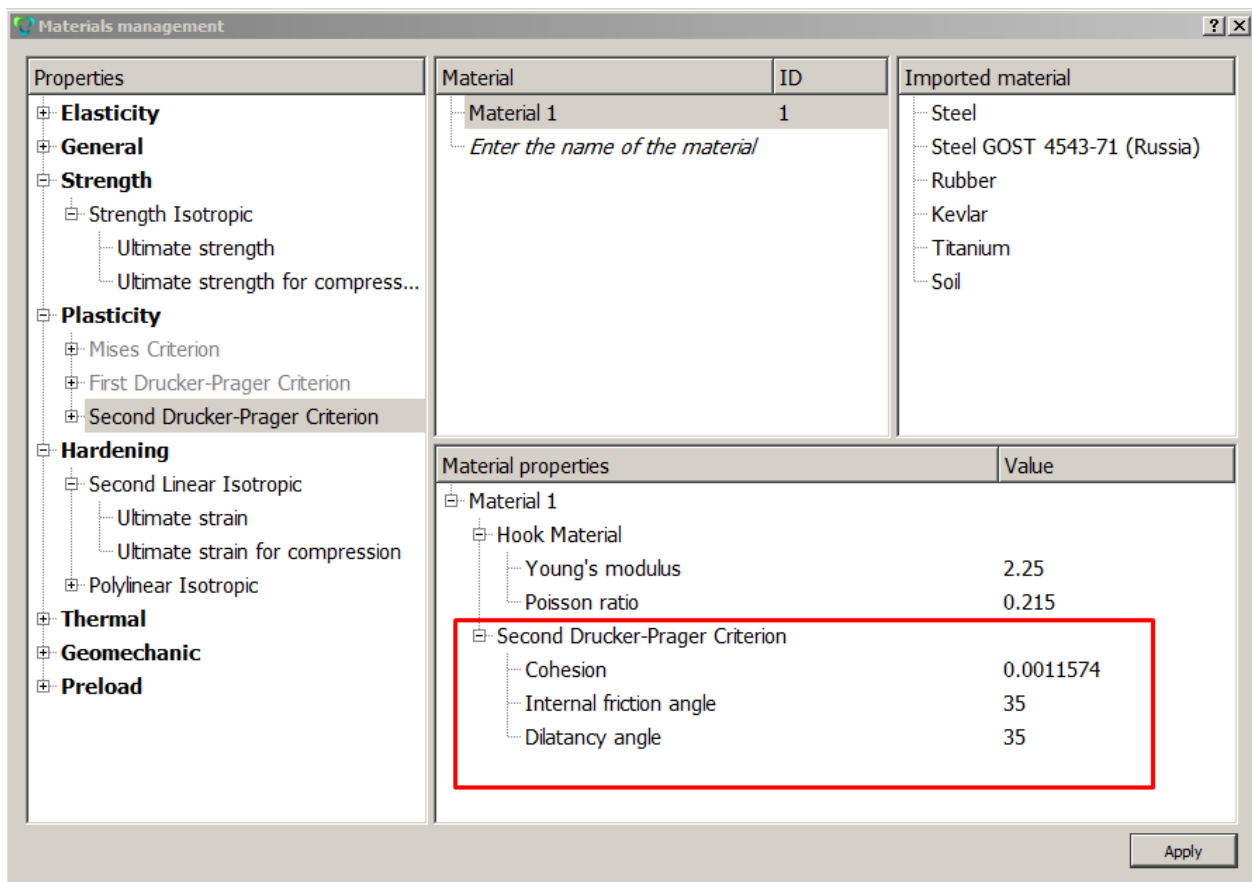 Materials management
Properties
Elasticity
General
Strength
Strength Isotropic
Ultimate strength
Ultimate strength for compress...
Plasticity
Mises Criterion
First Drucker-Prager Criterion
Second Drucker-Prager Criterion
Hardening
Second Linear Isotropic
Ultimate strain
Ultimate strain for compression
Polylinear Isotropic
Thermal
Geomechanic
Preload
Material ID
Material 1 1
Enter the name of the material
Imported material
Steel
Steel GOST 4543-71 (Russia)
Rubber
Kevlar
Titanium
Soil
Material properties Value
Material 1
Hook Material
Young's modulus 2.25
Poisson ratio 0.215
Second Drucker-Prager Criterion
Cohesion 0.0011574
Internal friction angle 35
Dilatancy angle 35
Apply